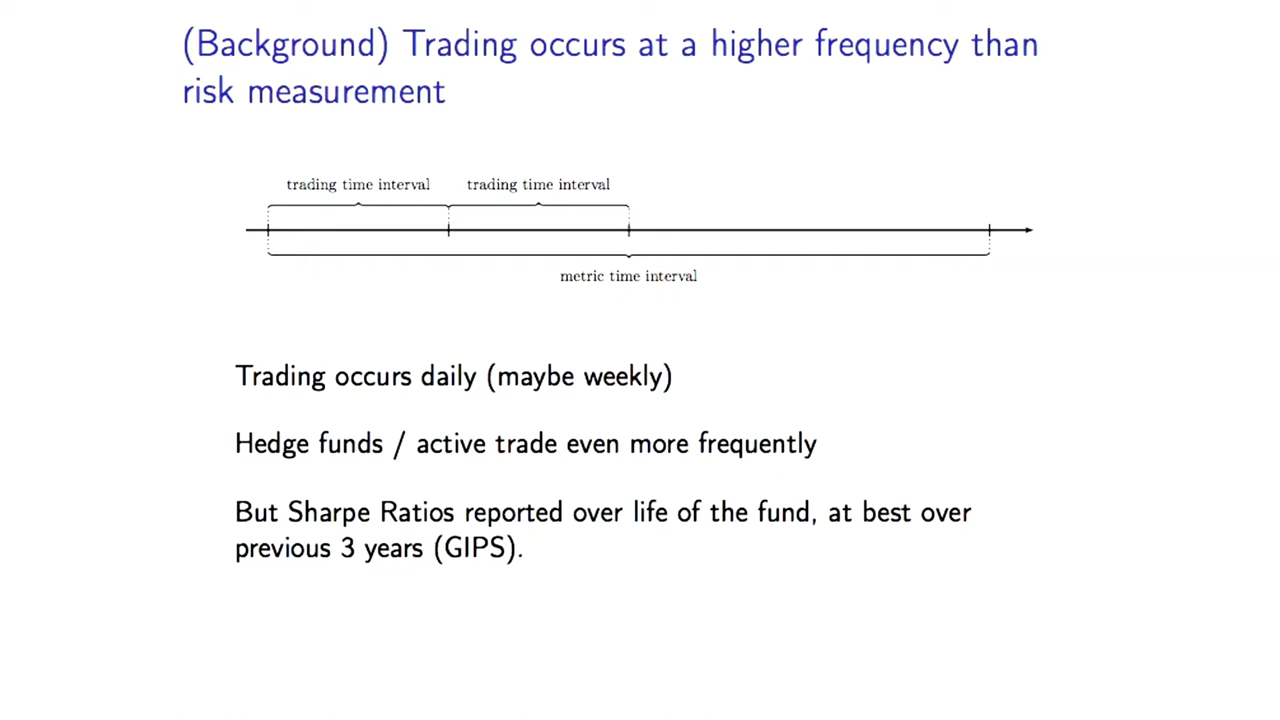 (Background) Trading occurs at a higher frequency than
risk measurement
trading time interval trading time interval
metric time interval
Trading occurs daily (maybe weekly)
Hedge funds / active trade even more frequently
But Sharpe Ratios reported over life of the fund, at best over
previous 3 years (GIPS).